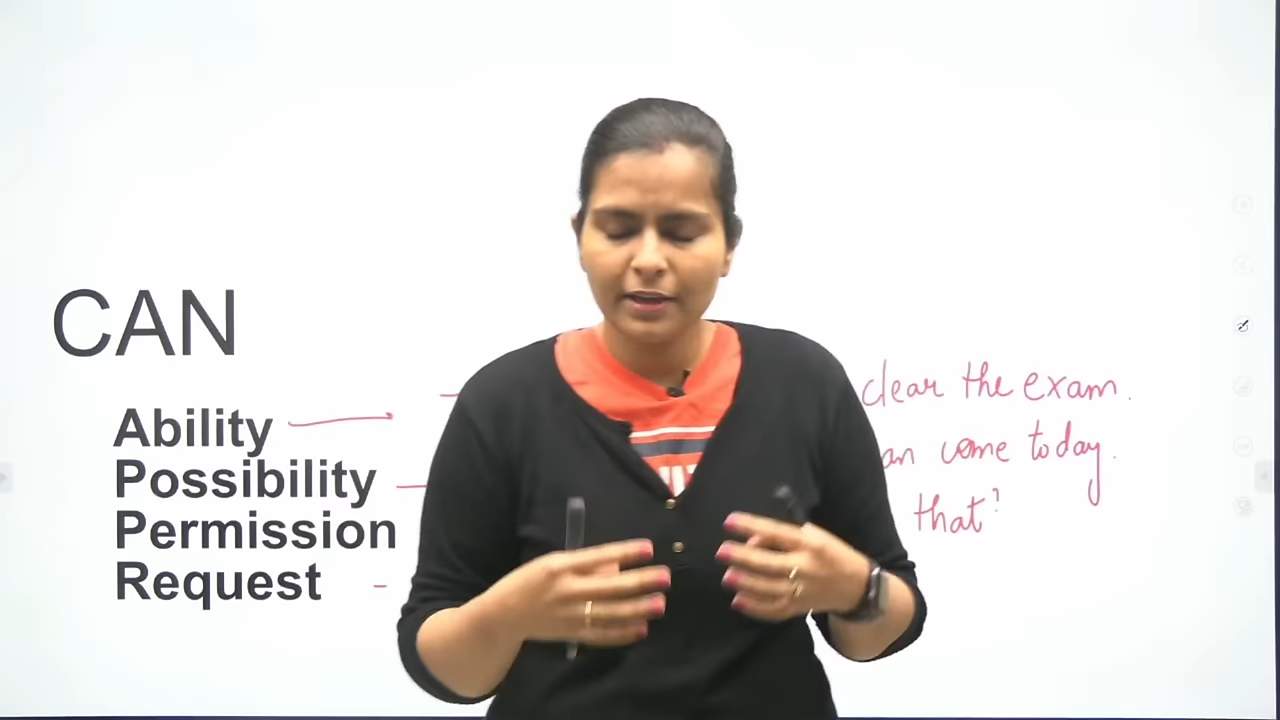 CAN
Ability
clear the exam.
Possibility
come today.
Permission
that?
Request